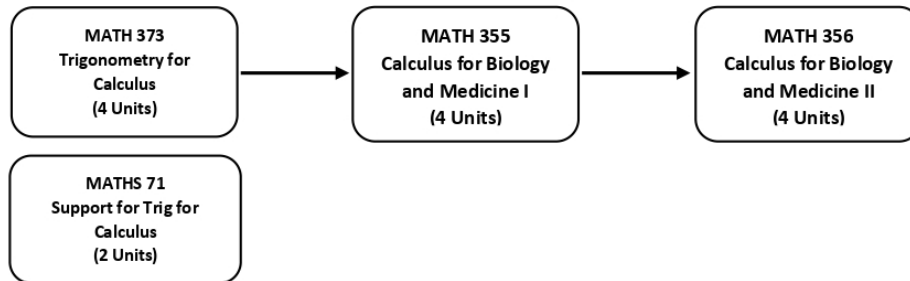 MATH 373
Trigonometry for
Calculus
(4 Units)
MATH 355
Calculus for Biology
and Medicine I
(4 Units)
MATH 356
Calculus for Biology
and Medicine II
(4 Units)
MATHS 71
Support for Trig for
Calculus
(2 Units)